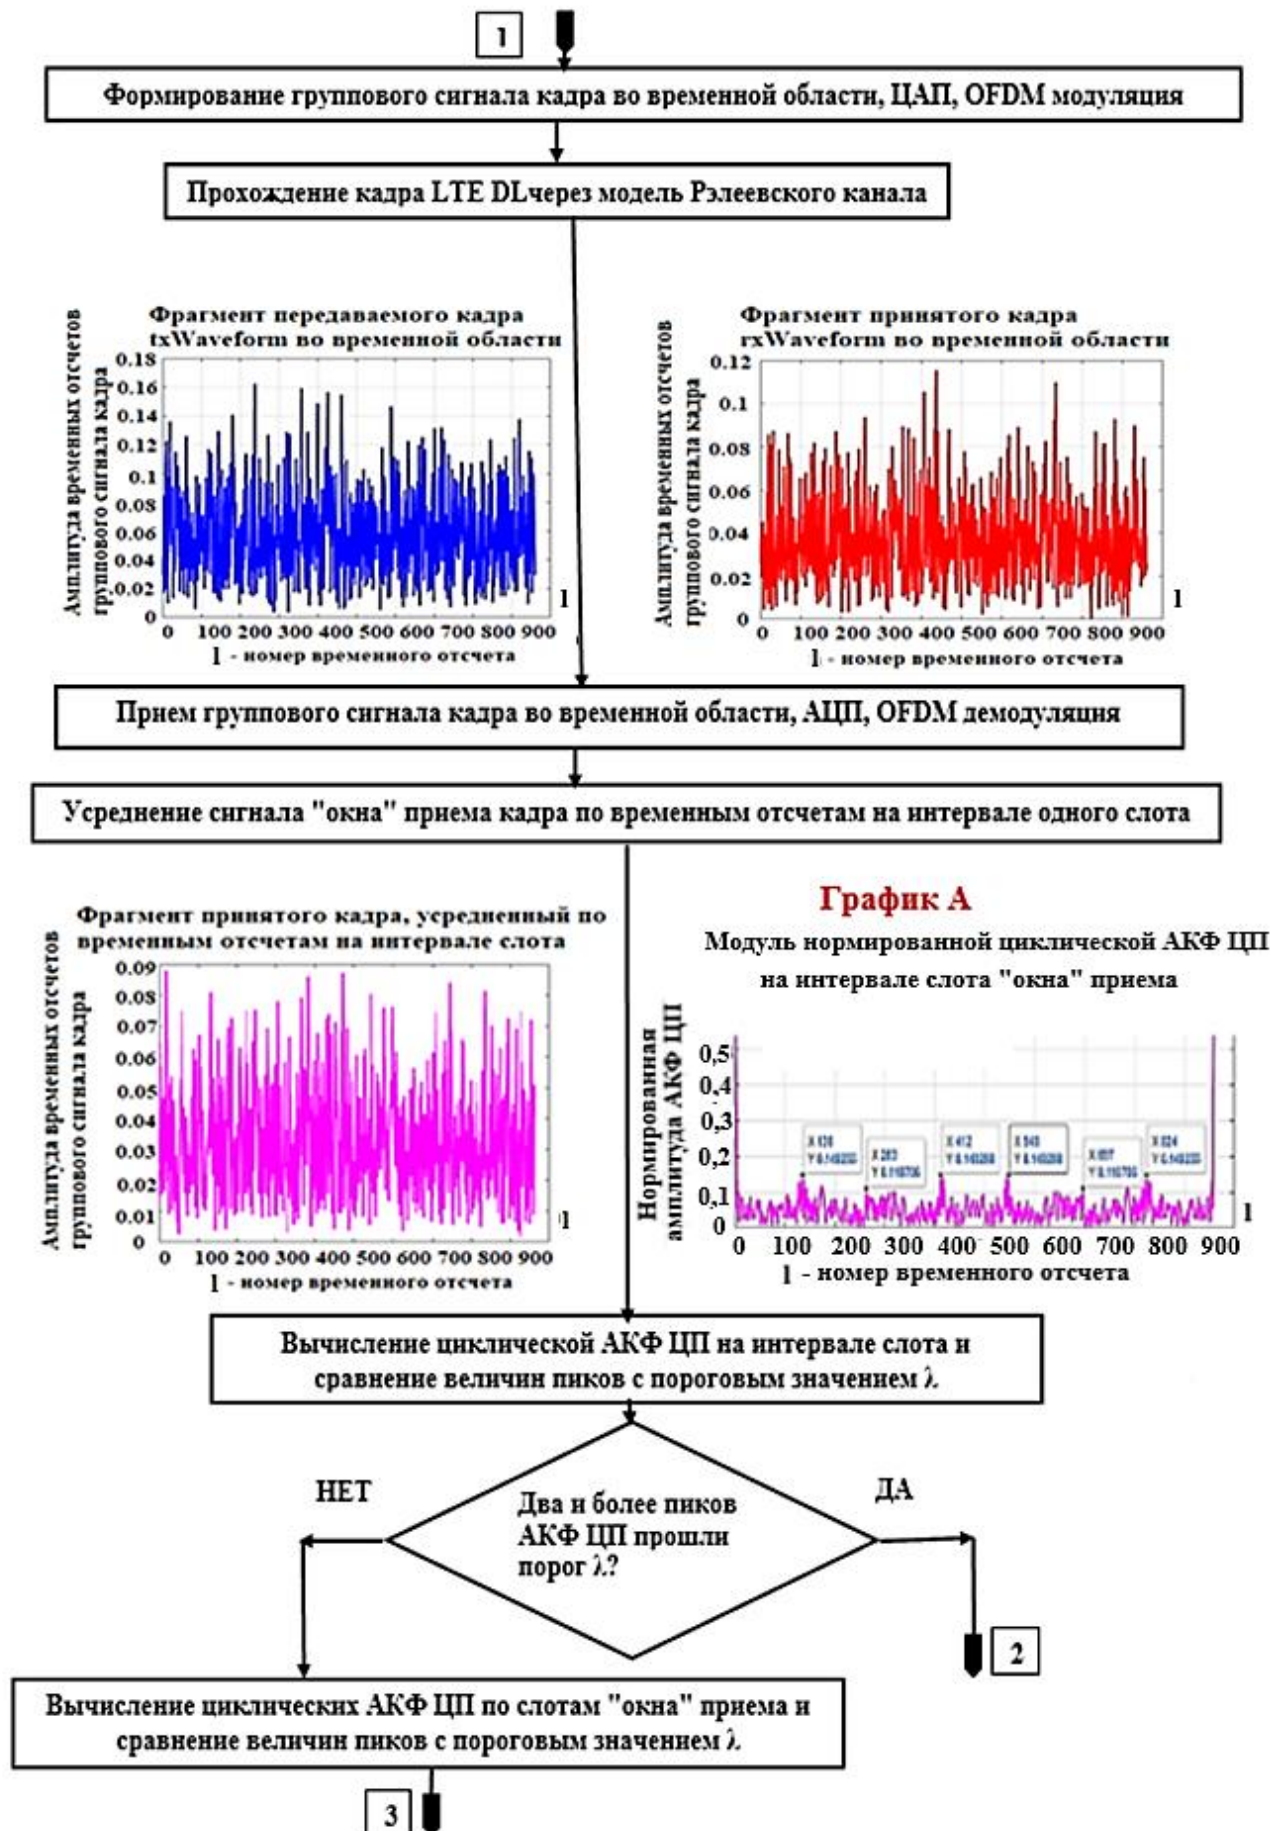 1
Формирование группового сигнала кадра во временной области, ЦАП, OFDM модуляция
Прохождение кадра LTE DLчерез модель Рэлеевского канала
Фрагмент передаваемого кадра
txWaveform во временной области
Амплитуда временных отсчетов
группового сигнала кадра
0.18
0.16
0.14
0.12
0.1
0.08
0.06
0.04
0.02
0
0 100 200 300 400 500 600 700 800 900
l
l - номер временного отсчета
Фрагмент принятого кадра
rxWaveform во временной области
Амплитуда временных отсчетов
группового сигнала кадра
0.12
0.1
0.08
0.06
0.04
0.02
0
0 100 200 300 400 500 600 700 800 900
l
l - номер временного отсчета
Прием группового сигнала кадра во временной области, АЦП, OFDM демодуляция
Усреднение сигнала "окна" приема кадра по временным отсчетам на интервале одного слота
Фрагмент принятого кадра, усредненный по
временным отсчетам на интервале слота
Амплитуда временных отсчетов
группового сигнала кадра
0.09
0.08
0.07
0.06
0.05
0.04
0.03
0.02
0.01
0
0 100 200 300 400 500 600 700 800 900
l
l - номер временного отсчета
График А
Модуль нормированной циклической АКФ ЦП
на интервале слота "окна" приема
Нормированная
амплитуда АКФ ЦП
0,5
0,4
0,3
0,2
0,1
0
X 412
X 824
0 100 200 300 400 500 600 700 800 900
l
l - номер временного отсчета
Вычисление циклической АКФ ЦП на интервале слота и
сравнение величин пиков с пороговым значением λ
НЕТ
ДА
Два и более пиков
АКФ ЦП прошли
порог λ?
2
Вычисление циклических АКФ ЦП по слотам "окна" приема и
сравнение величин пиков с пороговым значением λ
3